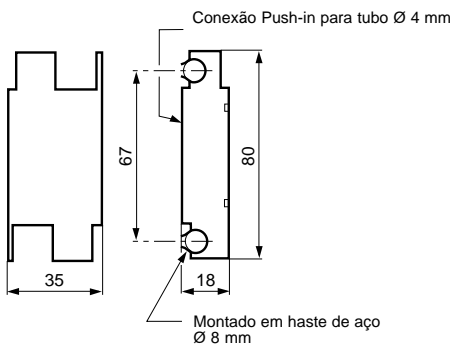 Conexão Push-in para tubo Ø 4 mm
67
80
35
18
Montado em haste de aço
Ø 8 mm